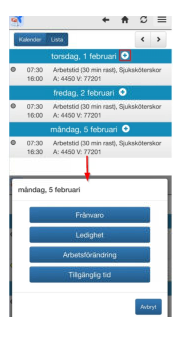 Kalender Lista
torsdag, 1 februari
07:30 Arbetstid (30 min rast), Sjuksköterskor
16:00 A: 4450 V: 77201
fredag, 2 februari
07:30 Arbetstid (30 min rast), Sjuksköterskor
16:00 A: 4450 V: 77201
måndag, 5 februari
07:30 Arbetstid (30 min rast), Sjuksköterskor
16:30 A: 4450 V: 77201
måndag, 5 februari
Frånvaro
Ledighet
Arbetsförändring
Tillgänglig tid
Avbryt